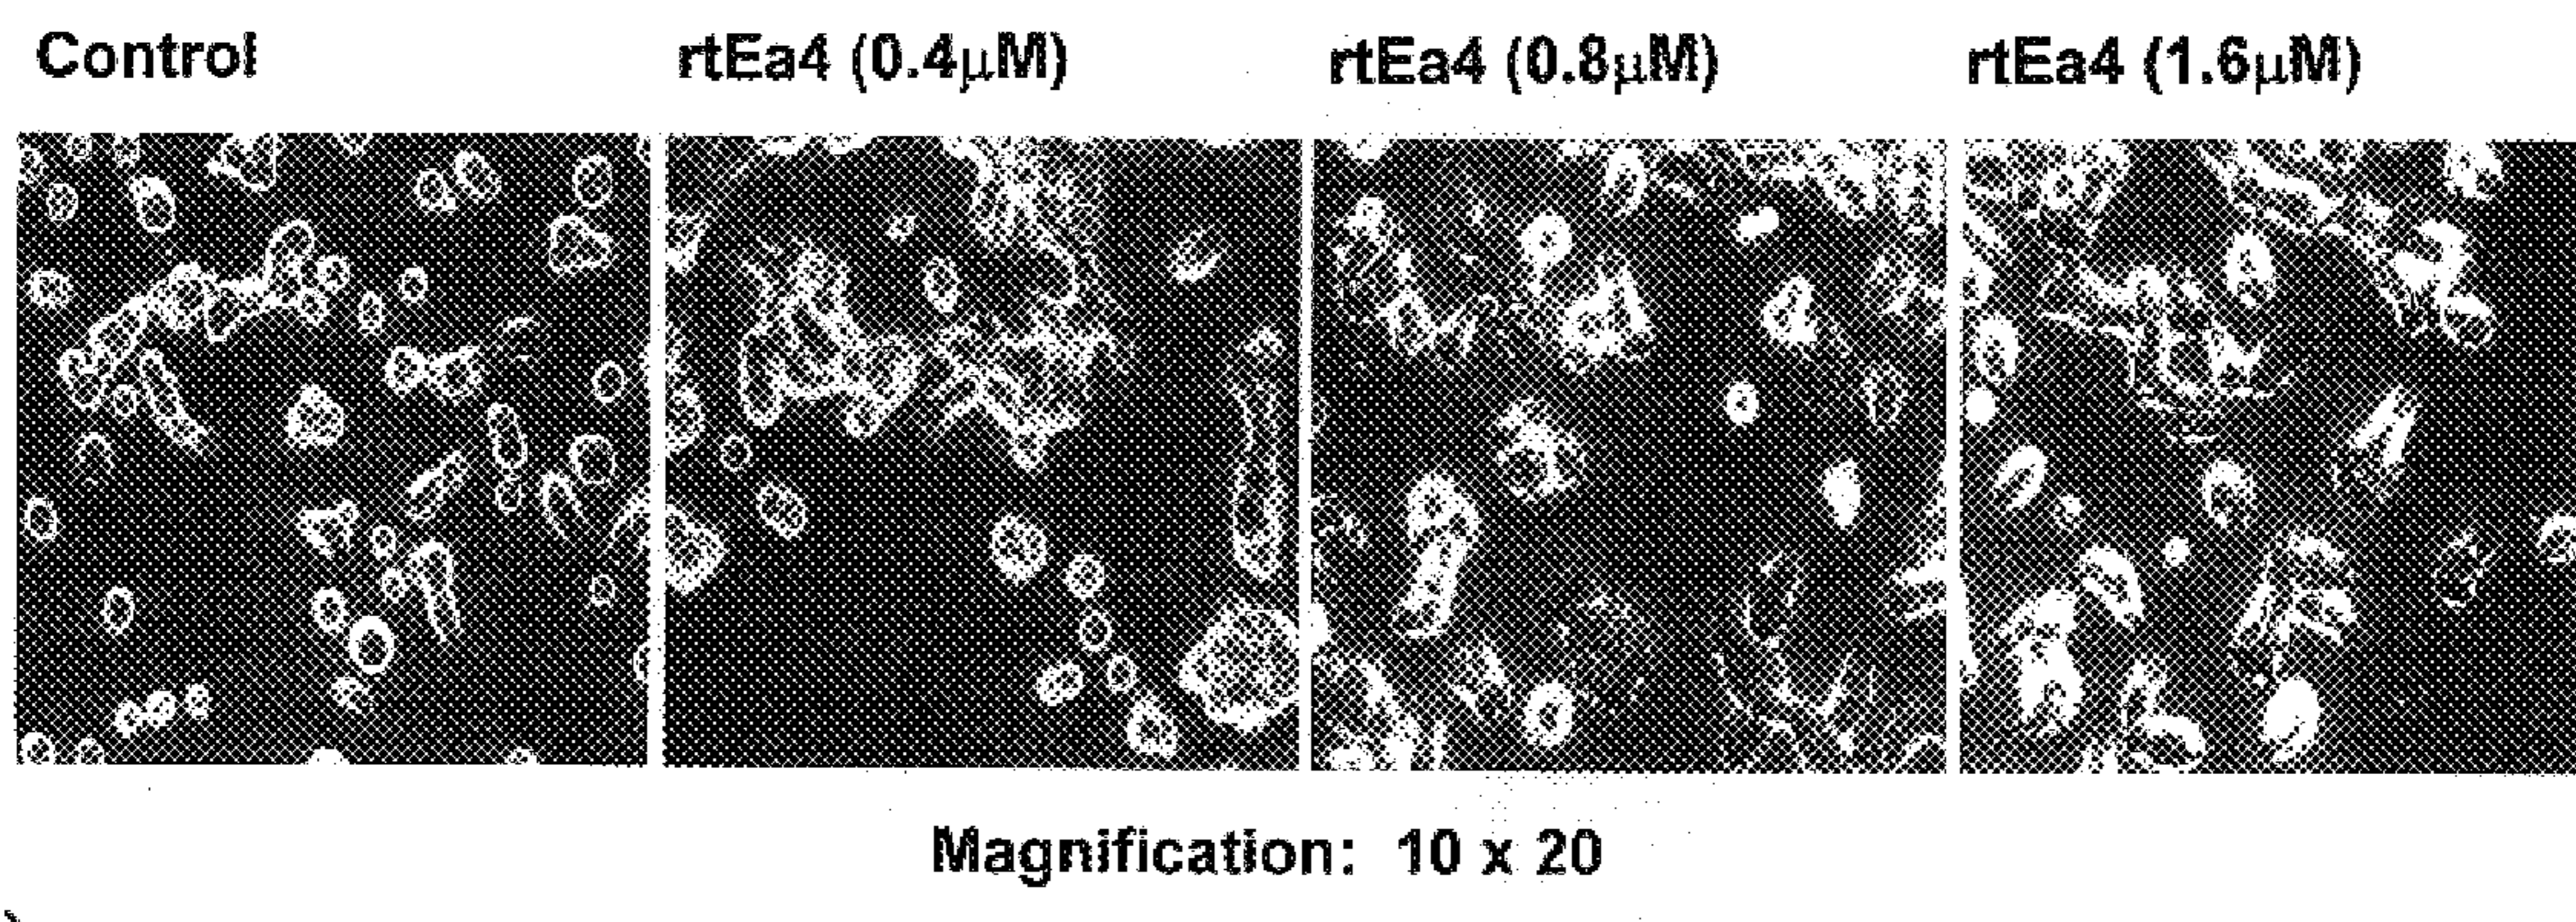 Control rtEa4 (0.4μM) rtEa4 (0.8μM) rtEa4 (1.6μM)
Magnification: 10 x 20